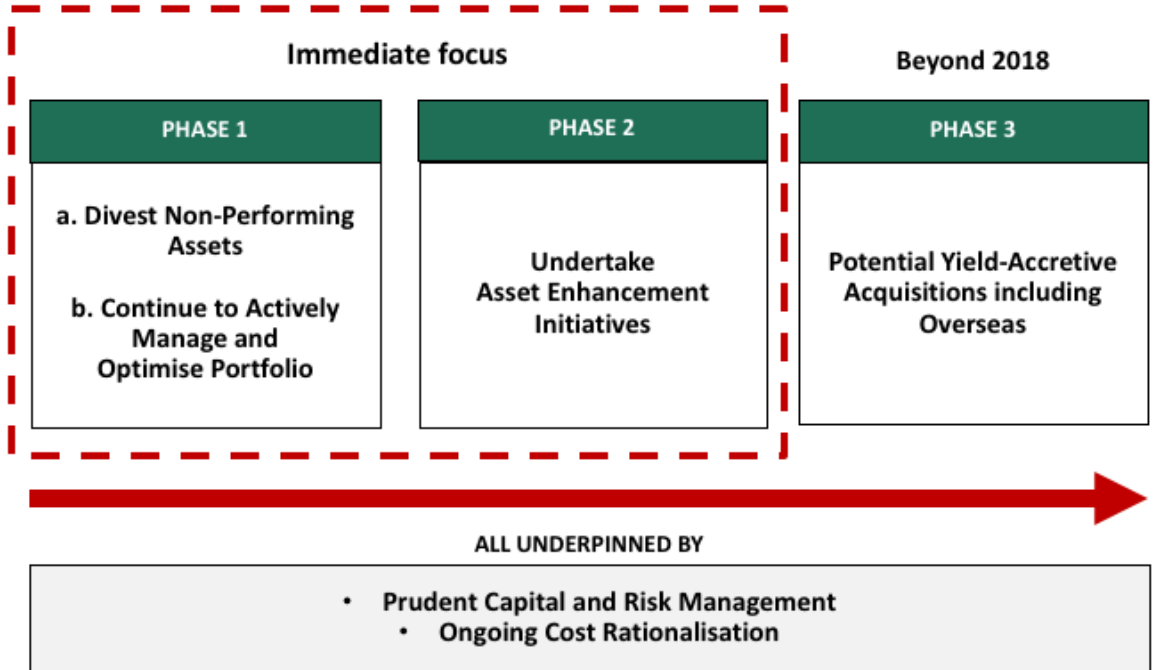 Immediate focus
Beyond 2018
PHASE 1
PHASE 2
PHASE 3
a. Divest Non-Performing
Assets
b. Continue to Actively
Manage and
Optimise Portfolio
Undertake
Asset Enhancement
Initiatives
Potential Yield-Accretive
Acquisitions including
Overseas
ALL UNDERPINNED BY
• Prudent Capital and Risk Management
• Ongoing Cost Rationalisation